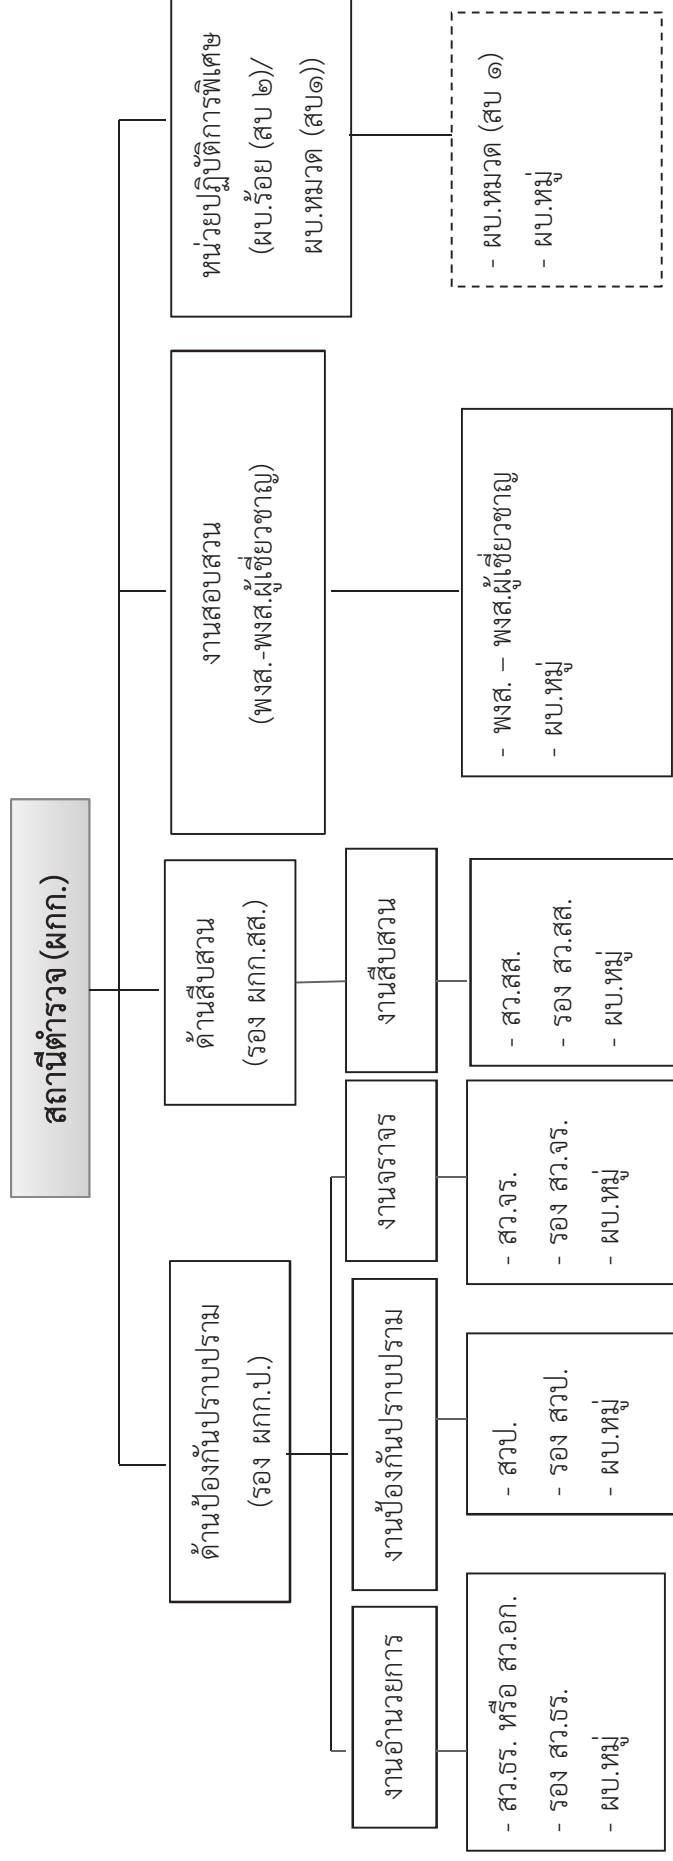 สถานีตำรวจ (ผกก.)
ด้านป้องกันปราบปราม
(รอง ผกก.ป.)
ด้านสืบสวน
(รอง ผกก.สส.)
งานสอบสวน
(พงส.-พงส.ผู้เชี่ยวชาญ)
หน่วยปฏิบัติการพิเศษ
(ผบ.ร้อย (สบ ๒)/
ผบ.หมวด (สบ๑))
งานอำนวยการ
งานป้องกันปราบปราม
งานจราจร
งานสืบสวน
- สว.ธร. หรือ สว.อก.
- รอง สว.ธร.
- ผบ.หมู่
- สวป.
- รอง สวป.
- ผบ.หมู่
- สว.จร.
- รอง สว.จร.
- ผบ.หมู่
- สว.สส.
- รอง สว.สส.
- ผบ.หมู่
- พงส. – พงส.ผู้เชี่ยวชาญ
- ผบ.หมู่
- ผบ.หมวด (สบ ๑)
- ผบ.หมู่